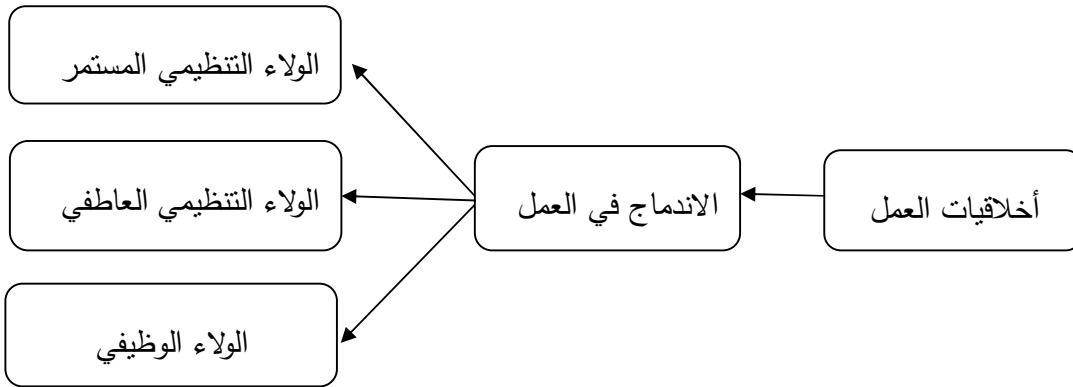 الولاء التنظيمي المستمر
الولاء التنظيمي العاطفي
الاندماج في العمل
أخلاقيات العمل
الولاء الوظيفي